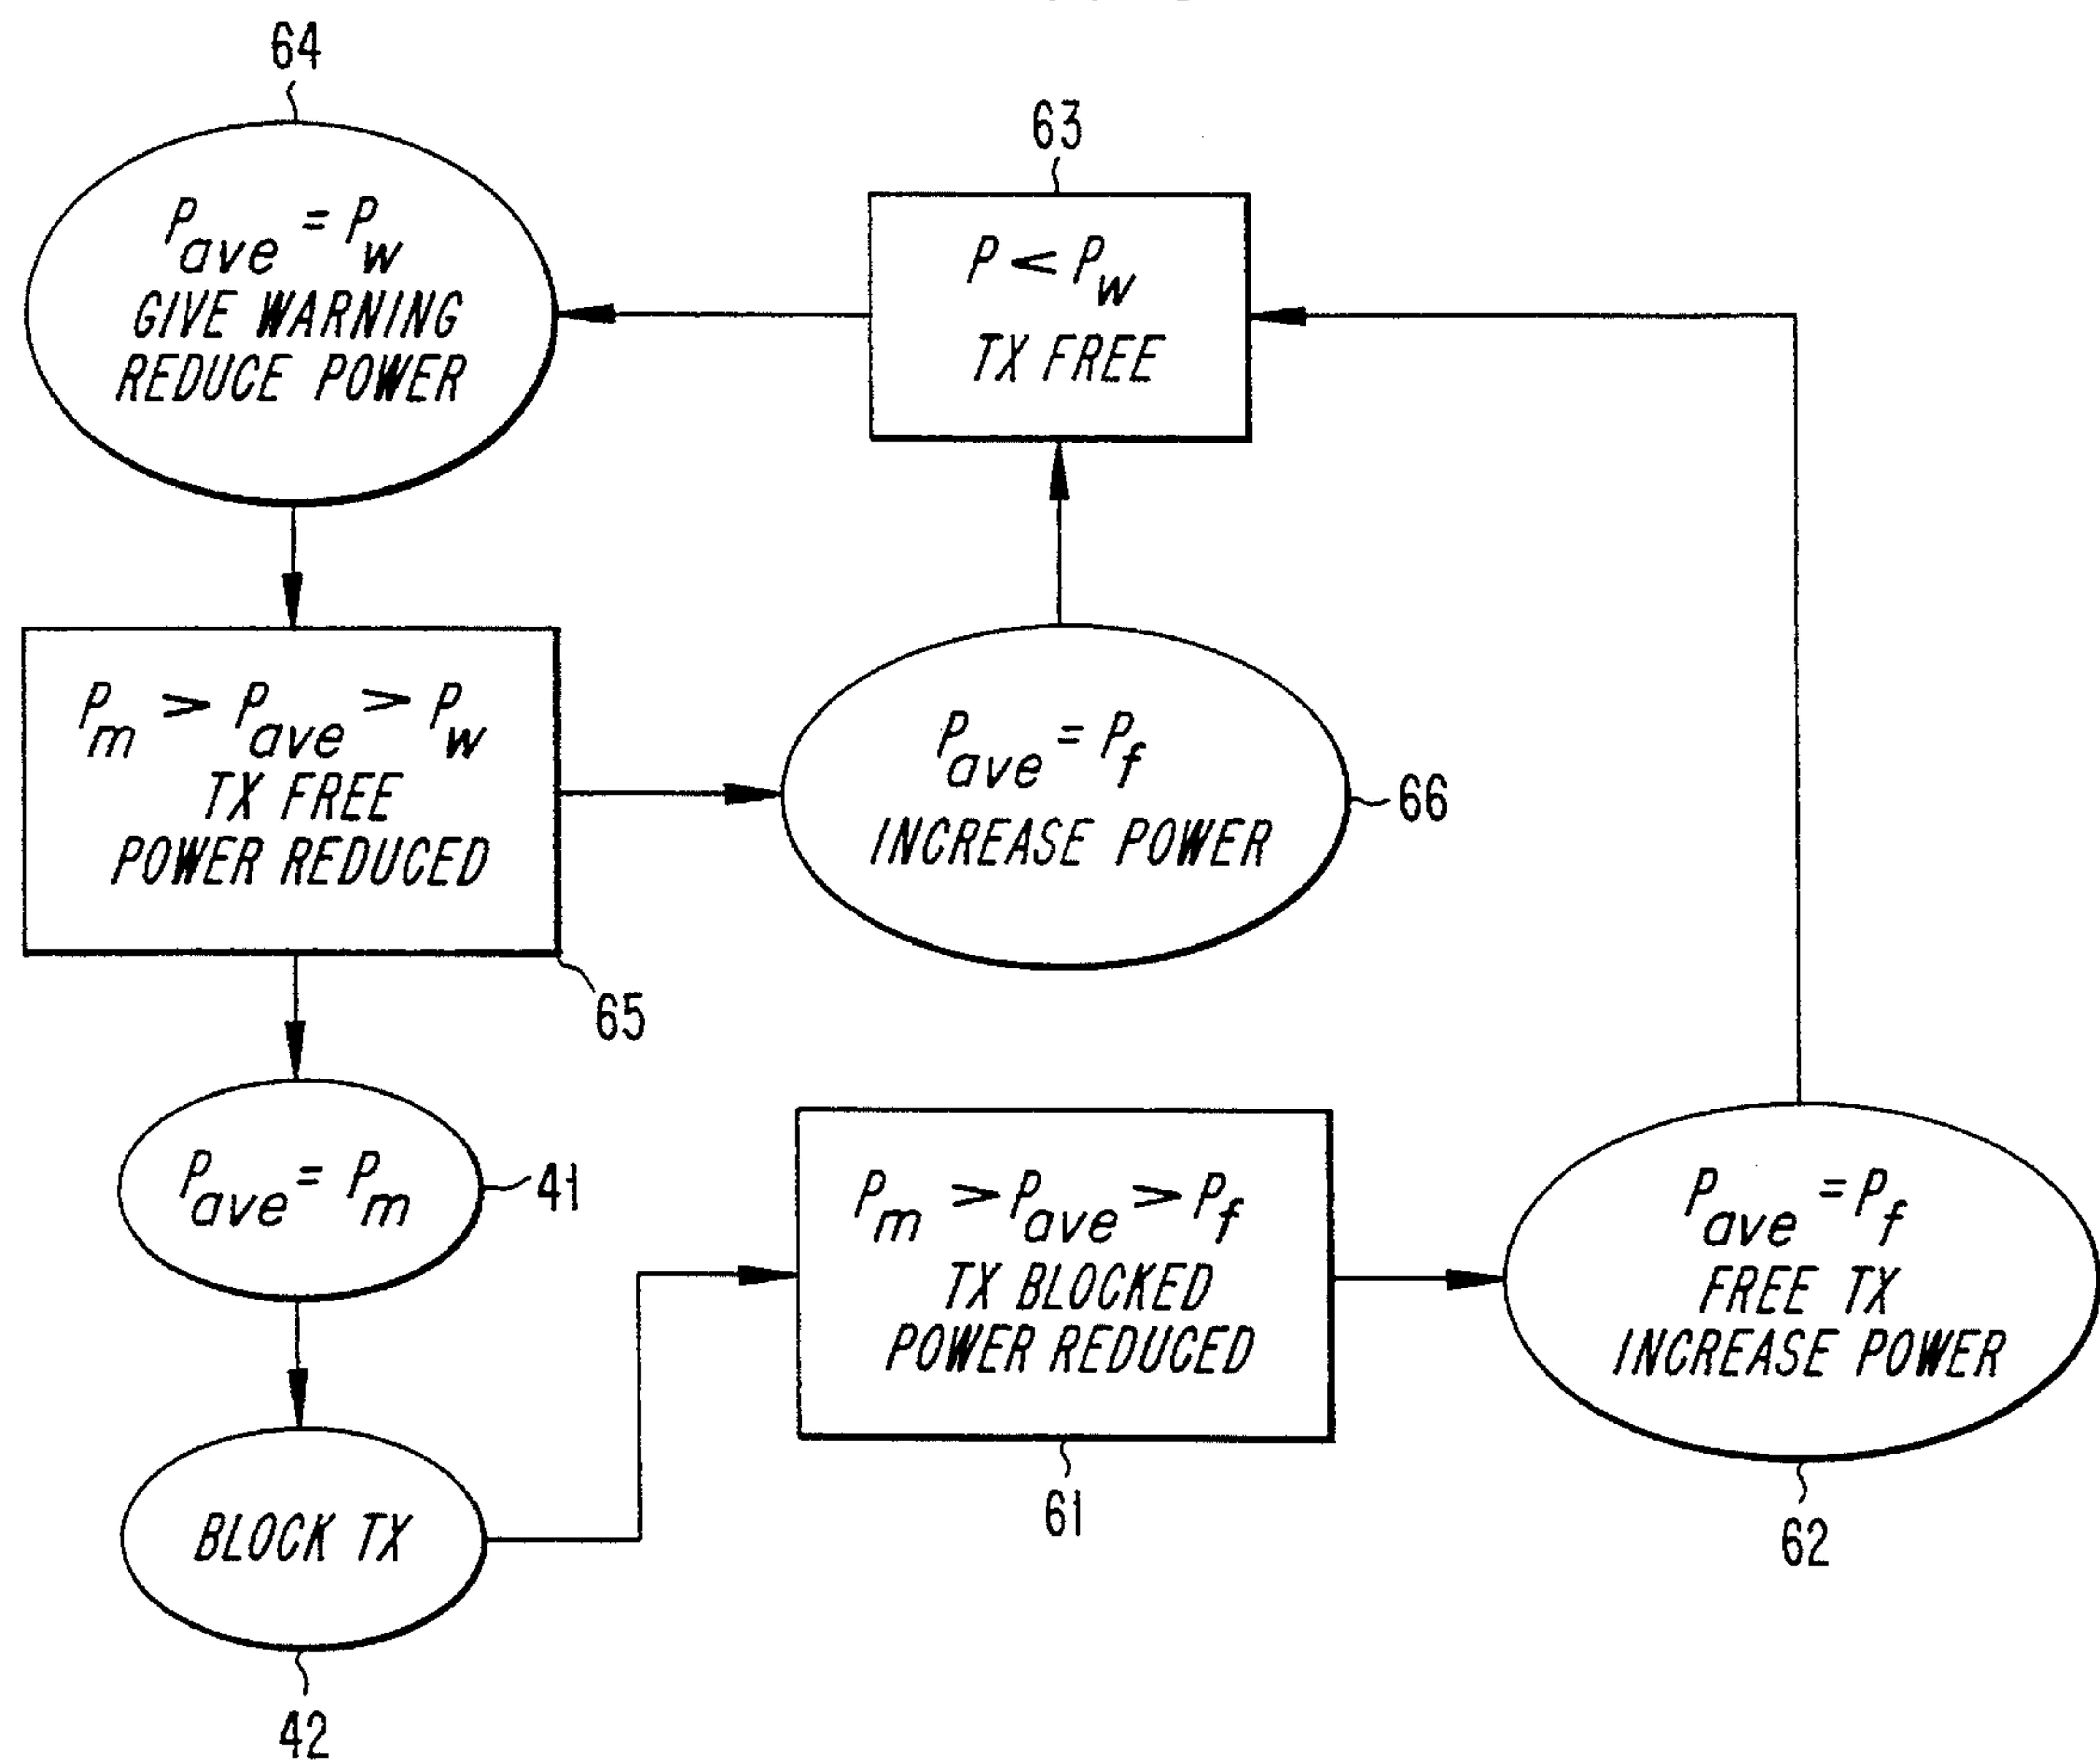 64
P_ave = P_w
GIVE WARNING
REDUCE POWER
63
P < P_w
TX FREE
P_m > P_ave > P_w
TX FREE
POWER REDUCED
65
P_ave = P_f
INCREASE POWER
66
P_ave = P_m
41
BLOCK TX
42
P_m > P_ave > P_f
TX BLOCKED
POWER REDUCED
61
P_ave = P_f
FREE TX
INCREASE POWER
62